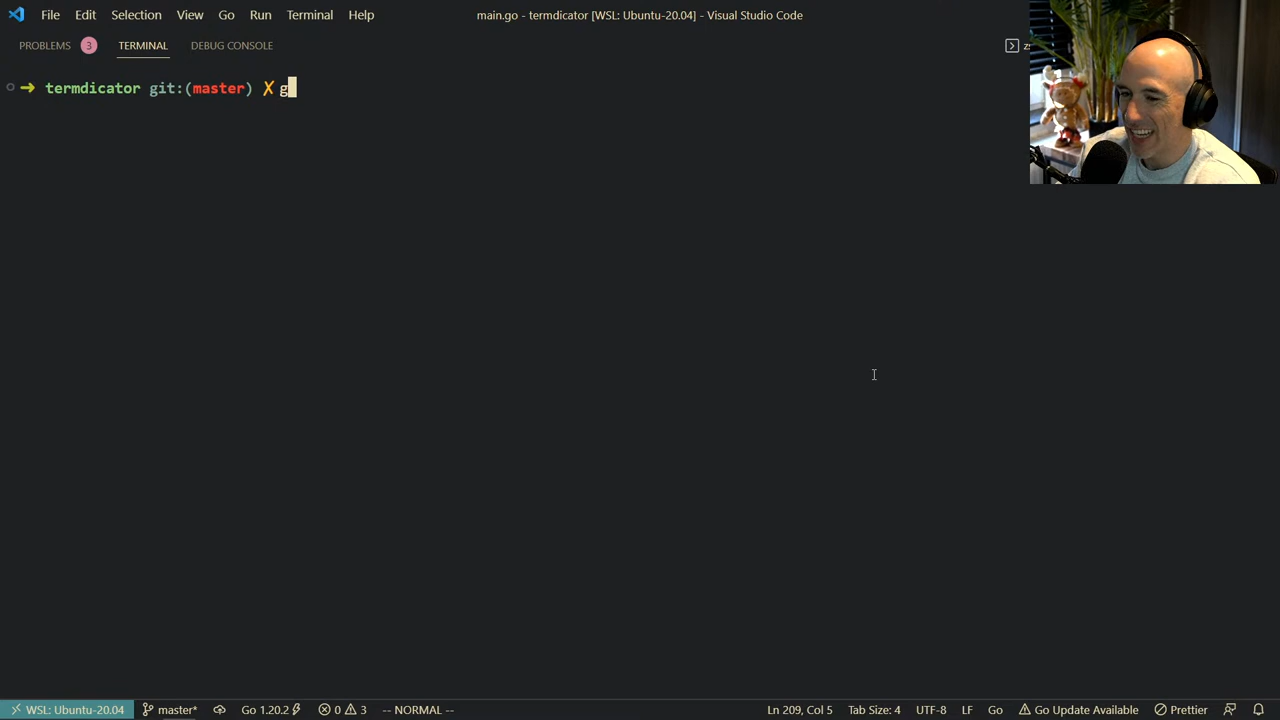 File Edit Selection View Go Run Terminal Help
main.go - termdicator [WSL: Ubuntu-20.04] - Visual Studio Code
PROBLEMS 3 TERMINAL DEBUG CONSOLE
➜ termdicator git:(master) ✗ g
WSL: Ubuntu-20.04 master* Go 1.20.2 0 3 -- NORMAL -- Ln 209, Col 5 Tab Size: 4 UTF-8 LF Go Go Update Available Prettier